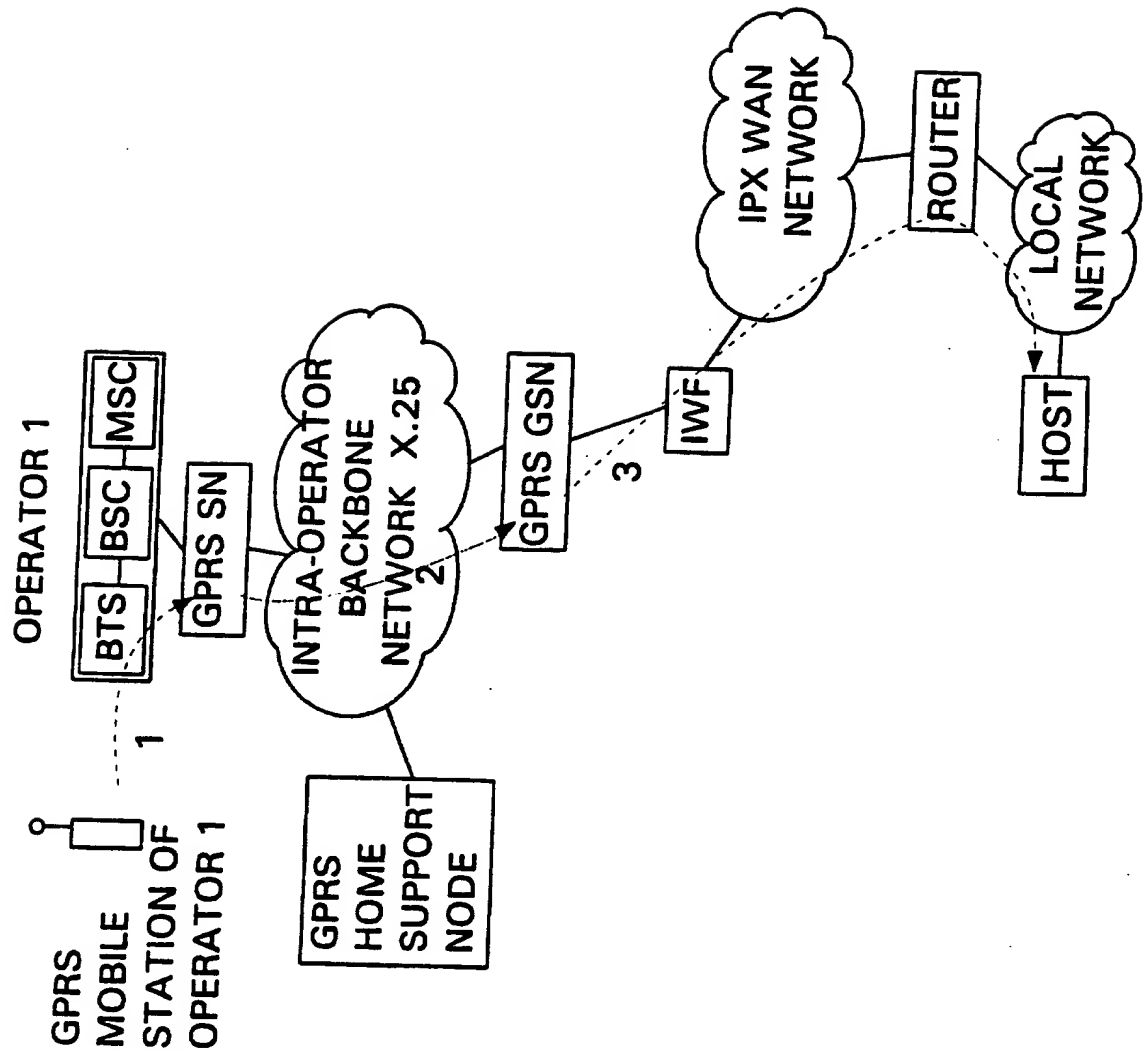 OPERATOR 1
BTS
BSC
MSC
GPRS
MOBILE
STATION OF
OPERATOR 1
1
GPRS SN
INTRA-OPERATOR
BACKBONE
NETWORK X.25
2
GPRS
HOME
SUPPORT
NODE
GPRS GSN
3
IWF
IPX WAN
NETWORK
ROUTER
LOCAL
NETWORK
HOST